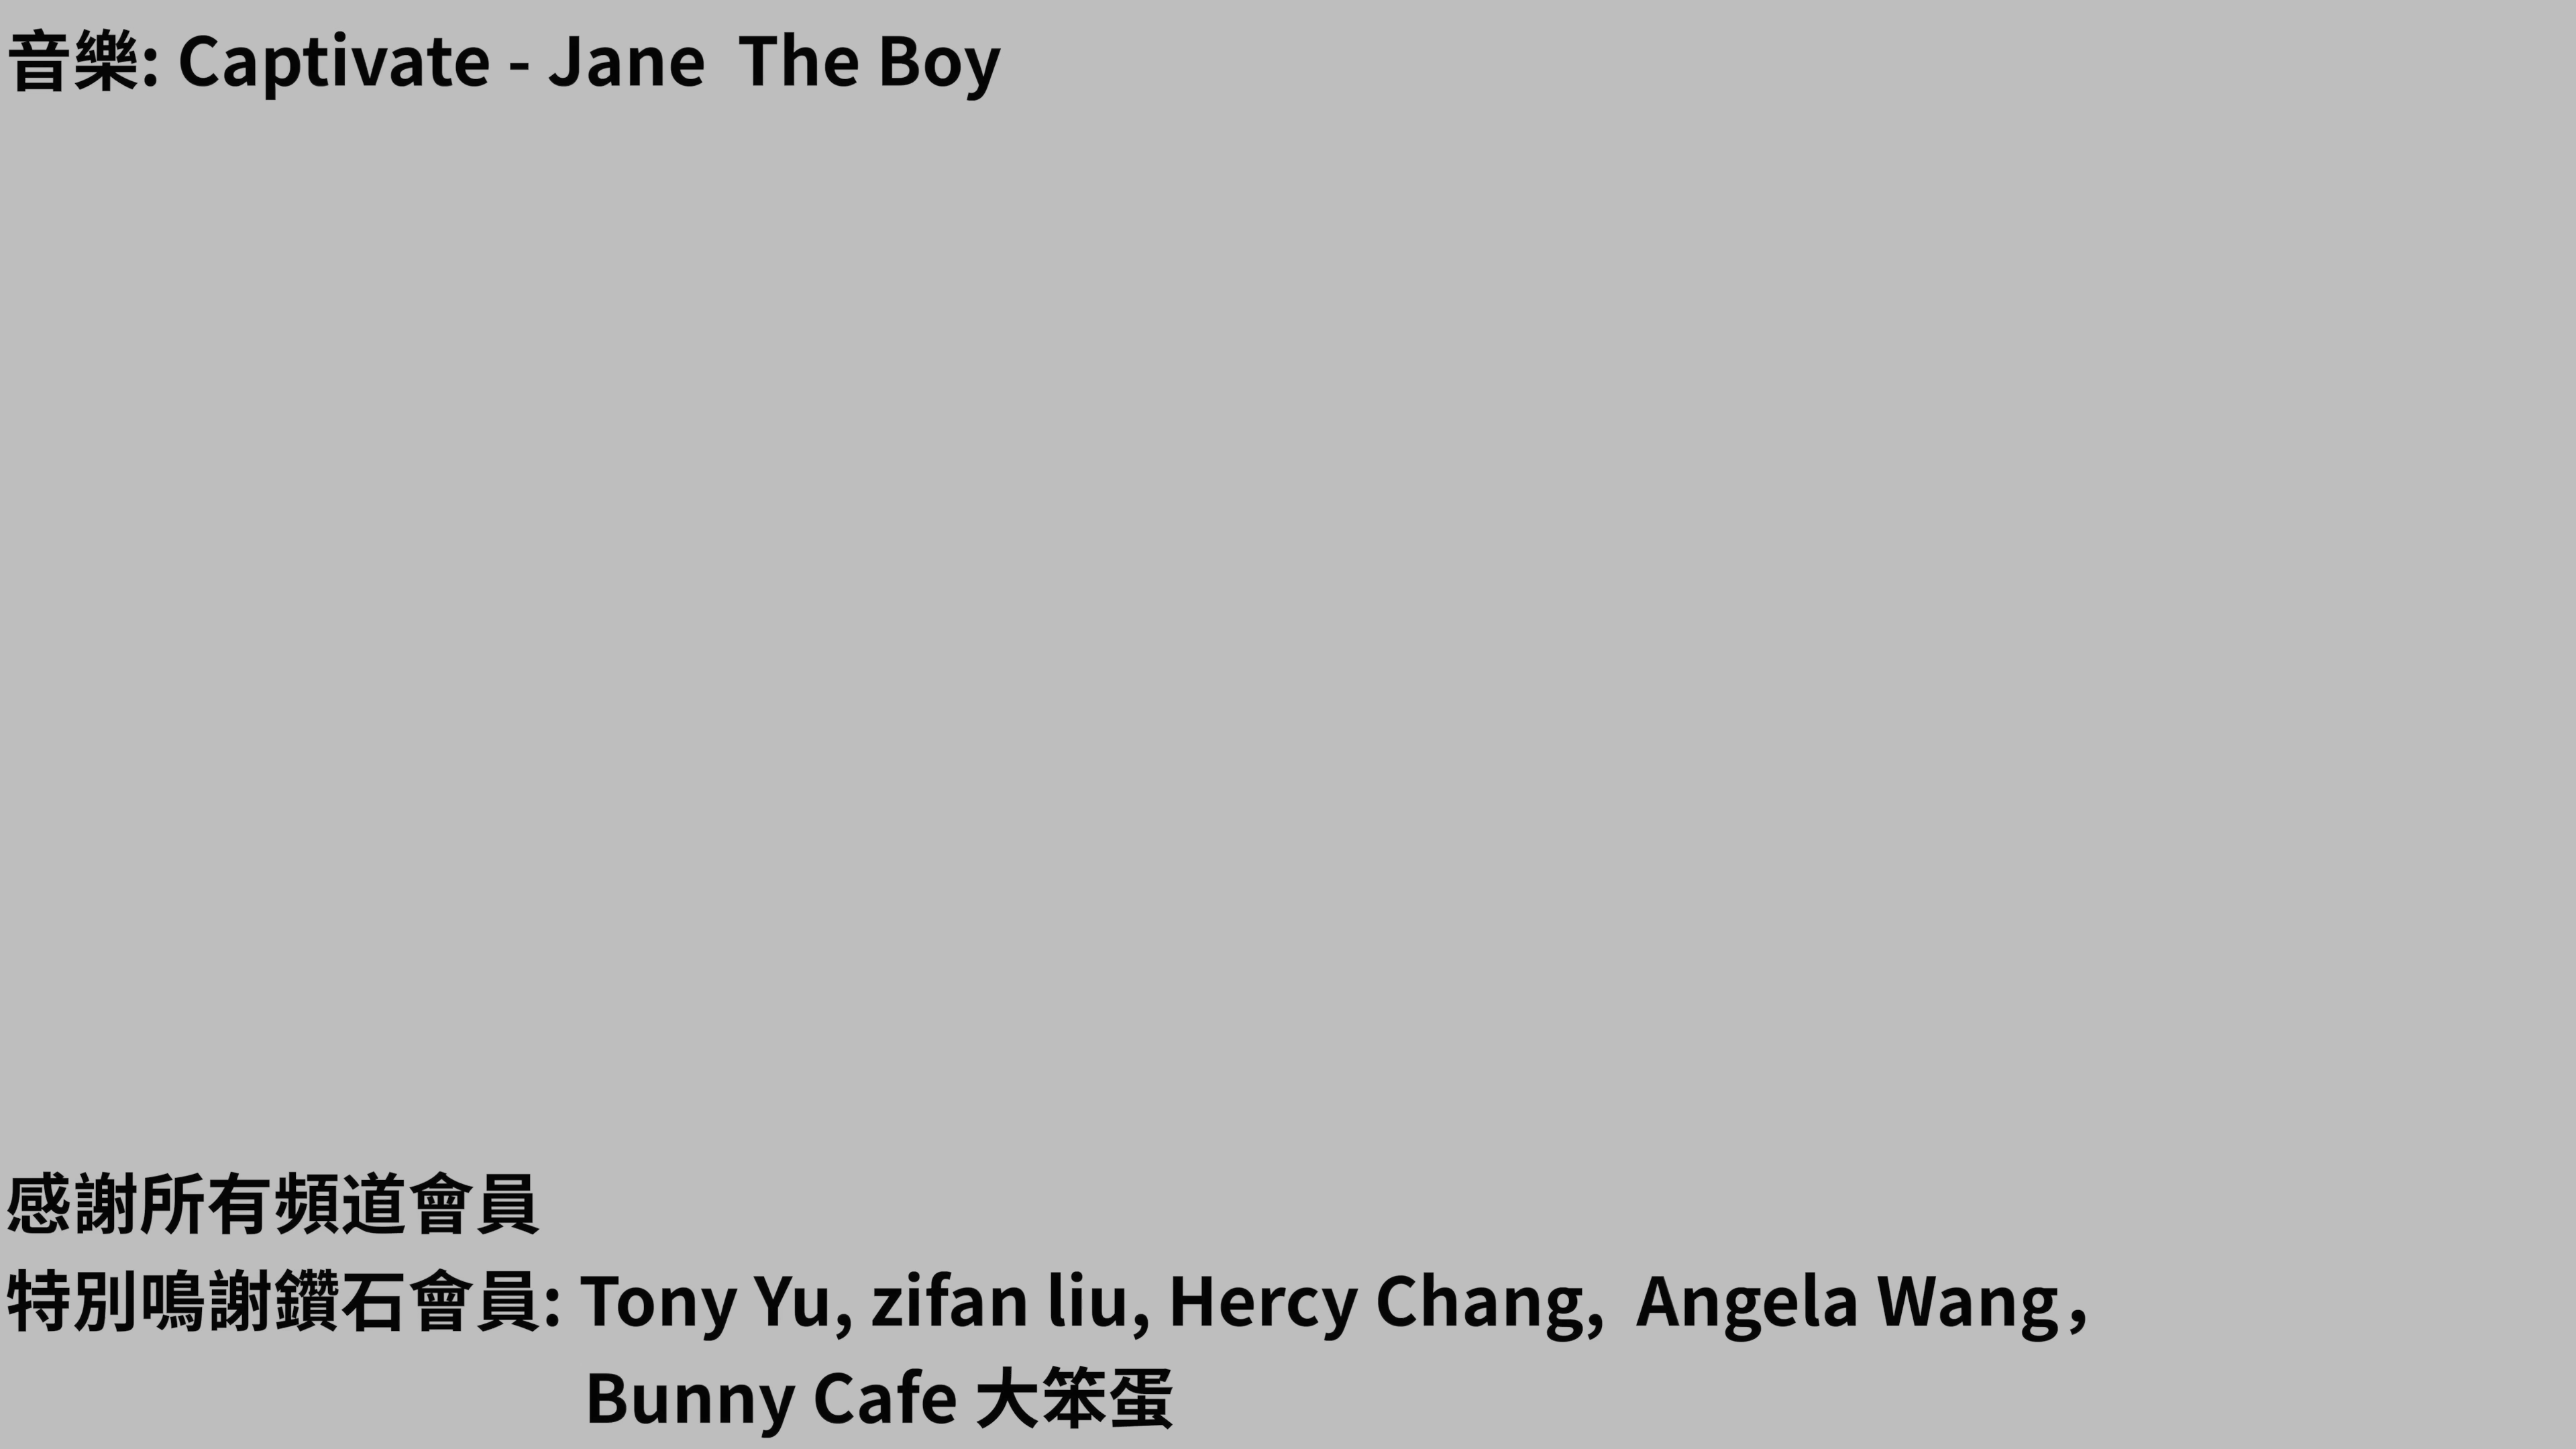 音樂: Captivate - Jane  The Boy
感謝所有頻道會員
特別鳴謝鑽石會員: Tony Yu, zifan liu, Hercy Chang,  Angela Wang,
Bunny Cafe 大笨蛋